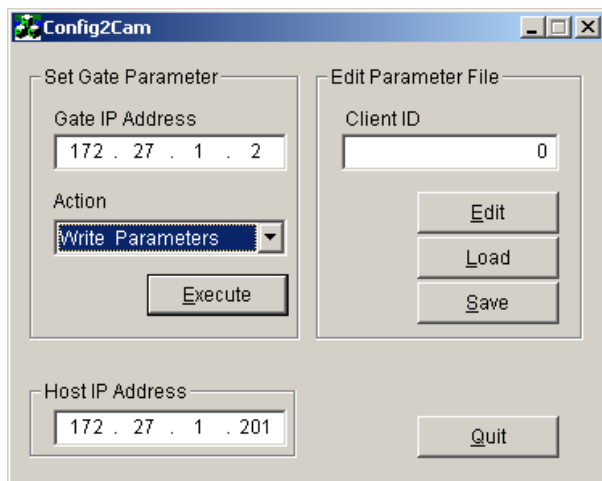 Config2Cam
Set Gate Parameter
Gate IP Address
172 . 27 . 1 . 2
Action
Write Parameters
Execute
Edit Parameter File
Client ID
0
Edit
Load
Save
Host IP Address
172 . 27 . 1 . 201
Quit